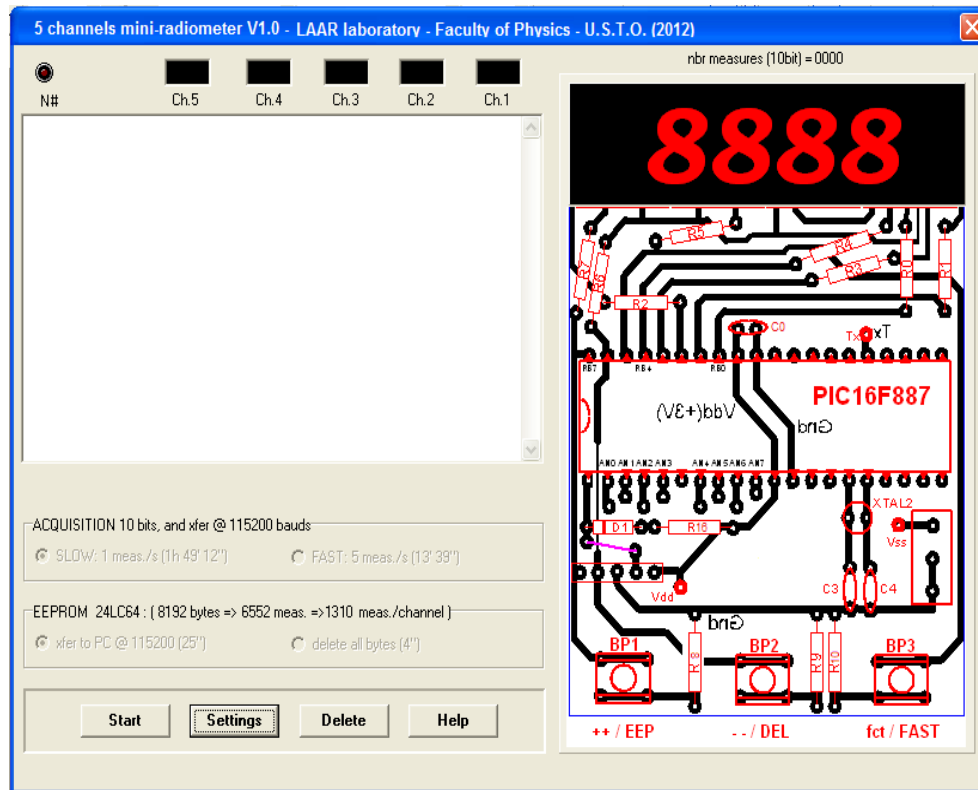 5 channels mini-radiometer V1.0 - LAAR laboratory - Faculty of Physics - U.S.T.O. (2012)
nbr measures (10bit) = 0000
N# Ch.5 Ch.4 Ch.3 Ch.2 Ch.1
8888
R5
R4
R7
R6
R3
R0
R1
R2
C0
Tx
Tx
RB7 RB4 RB0
PIC16F887
Vdd(+3V)
Gnd
AN0 AN1 AN2 AN3 AN4 AN5 AN6 AN7
XTAL2
D1 R16
Vss
Vdd
C3 C4
Gnd
BP1 BP2 BP3
R8 R9 R10
++ / EEP - - / DEL fct / FAST
ACQUISITION 10 bits, and xfer @ 115200 bauds
SLOW: 1 meas./s (1h 49' 12") FAST: 5 meas./s (13' 39")
EEPROM 24LC64 : ( 8192 bytes => 6552 meas. =>1310 meas./channel )
xfer to PC @ 115200 (25") delete all bytes (4")
Start Settings Delete Help